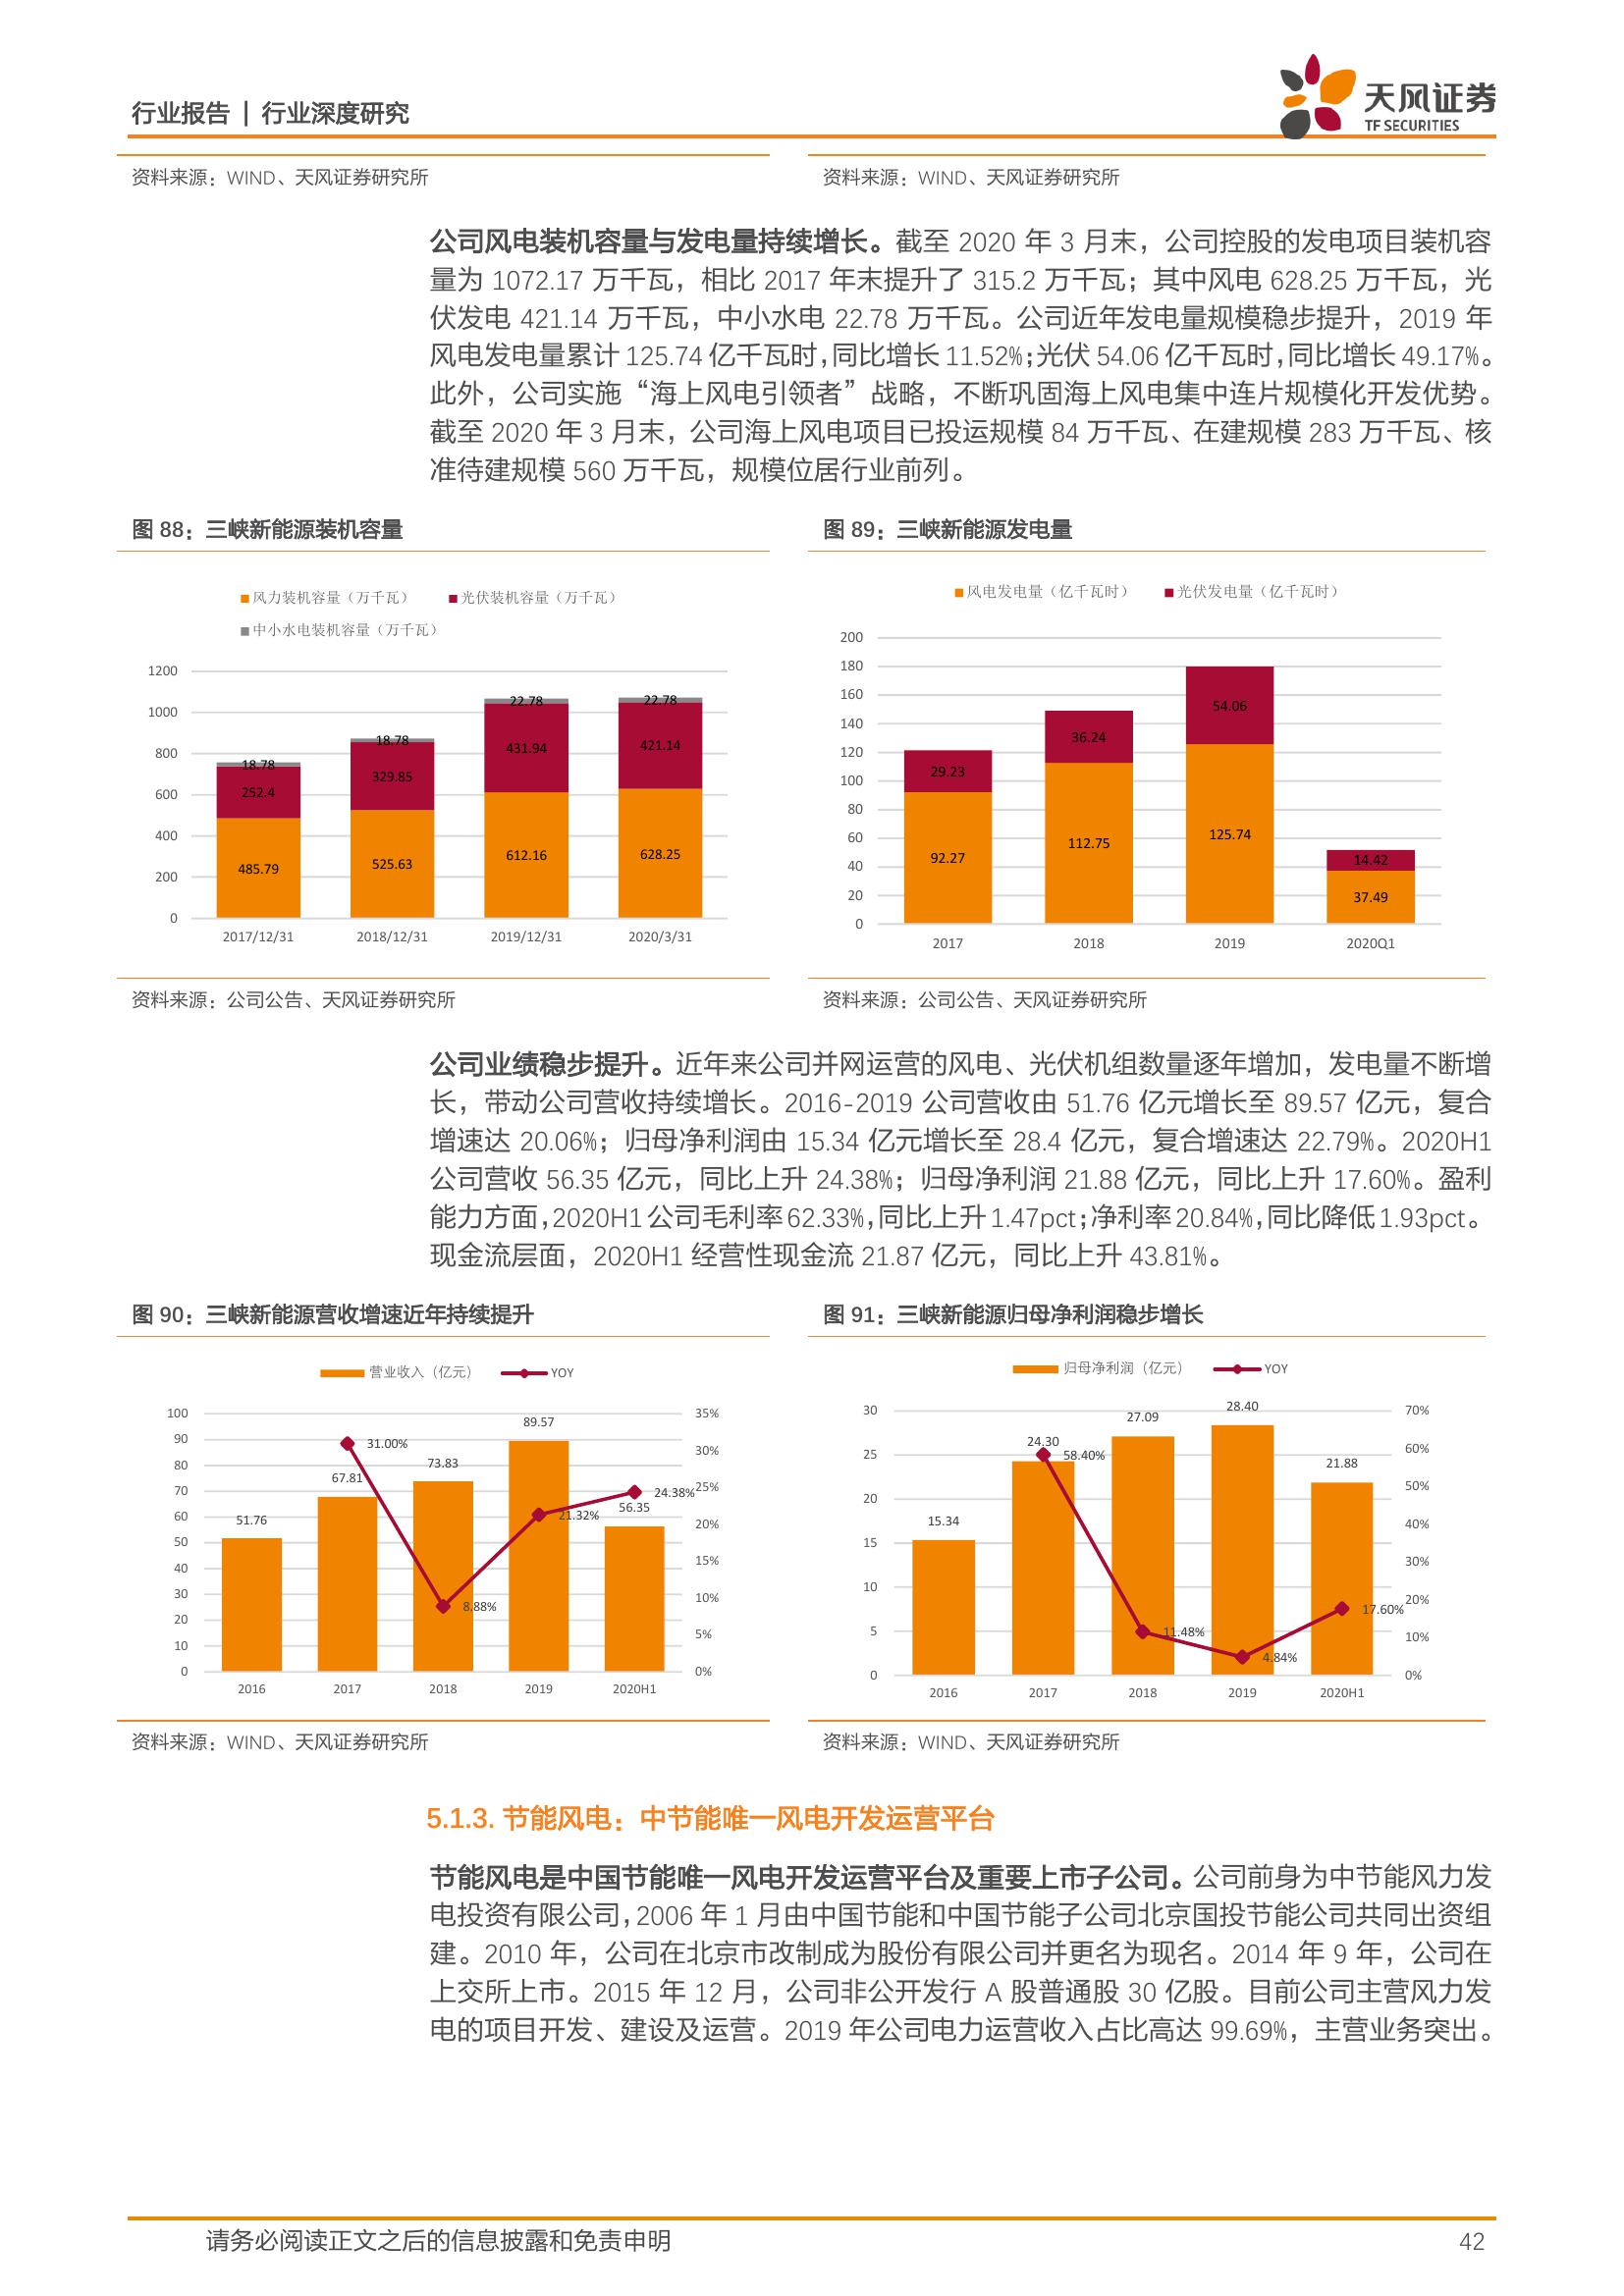 行业报告 | 行业深度研究
天风证券
TF SECURITIES
资料来源：WIND、天风证券研究所
资料来源：WIND、天风证券研究所
公司风电装机容量与发电量持续增长。截至 2020 年 3 月末，公司控股的发电项目装机容
量为 1072.17 万千瓦，相比 2017 年末提升了 315.2 万千瓦；其中风电 628.25 万千瓦，光
伏发电 421.14 万千瓦，中小水电 22.78 万千瓦。公司近年发电量规模稳步提升，2019 年
风电发电量累计 125.74 亿千瓦时，同比增长 11.52%；光伏 54.06 亿千瓦时，同比增长 49.17%。
此外，公司实施“海上风电引领者”战略，不断巩固海上风电集中连片规模化开发优势。
截至 2020 年 3 月末，公司海上风电项目已投运规模 84 万千瓦、在建规模 283 万千瓦、核
准待建规模 560 万千瓦，规模位居行业前列。
图 88：三峡新能源装机容量
风力装机容量（万千瓦）
光伏装机容量（万千瓦）
中小水电装机容量（万千瓦）
1200
1000
800
600
400
200
0
18.78
252.4
485.79
18.78
329.85
525.63
22.78
431.94
612.16
22.78
421.14
628.25
2017/12/31
2018/12/31
2019/12/31
2020/3/31
资料来源：公司公告、天风证券研究所
图 89：三峡新能源发电量
风电发电量（亿千瓦时）
光伏发电量（亿千瓦时）
200
180
160
140
120
100
80
60
40
20
0
29.23
92.27
36.24
112.75
54.06
125.74
14.42
37.49
2017
2018
2019
2020Q1
资料来源：公司公告、天风证券研究所
公司业绩稳步提升。近年来公司并网运营的风电、光伏机组数量逐年增加，发电量不断增
长，带动公司营收持续增长。2016-2019 公司营收由 51.76 亿元增长至 89.57 亿元，复合
增速达 20.06%；归母净利润由 15.34 亿元增长至 28.4 亿元，复合增速达 22.79%。2020H1
公司营收 56.35 亿元，同比上升 24.38%；归母净利润 21.88 亿元，同比上升 17.60%。盈利
能力方面，2020H1 公司毛利率 62.33%，同比上升 1.47pct；净利率 20.84%，同比降低 1.93pct。
现金流层面，2020H1 经营性现金流 21.87 亿元，同比上升 43.81%。
图 90：三峡新能源营收增速近年持续提升
营业收入（亿元）
YOY
100
90
80
70
60
50
40
30
20
10
0
51.76
67.81
73.83
89.57
56.35
31.00%
8.88%
21.32%
24.38%
35%
30%
25%
20%
15%
10%
5%
0%
2016
2017
2018
2019
2020H1
资料来源：WIND、天风证券研究所
图 91：三峡新能源归母净利润稳步增长
归母净利润（亿元）
YOY
30
25
20
15
10
5
0
15.34
24.30
27.09
28.40
21.88
58.40%
11.48%
4.84%
17.60%
70%
60%
50%
40%
30%
20%
10%
0%
2016
2017
2018
2019
2020H1
资料来源：WIND、天风证券研究所
5.1.3. 节能风电：中节能唯一风电开发运营平台
节能风电是中国节能唯一风电开发运营平台及重要上市子公司。公司前身为中节能风力发
电投资有限公司，2006 年 1 月由中国节能和中国节能子公司北京国投节能公司共同出资组
建。2010 年，公司在北京市改制成为股份有限公司并更名为现名。2014 年 9 年，公司在
上交所上市。2015 年 12 月，公司非公开发行 A 股普通股 30 亿股。目前公司主营风力发
电的项目开发、建设及运营。2019 年公司电力运营收入占比高达 99.69%，主营业务突出。
请务必阅读正文之后的信息披露和免责申明
42